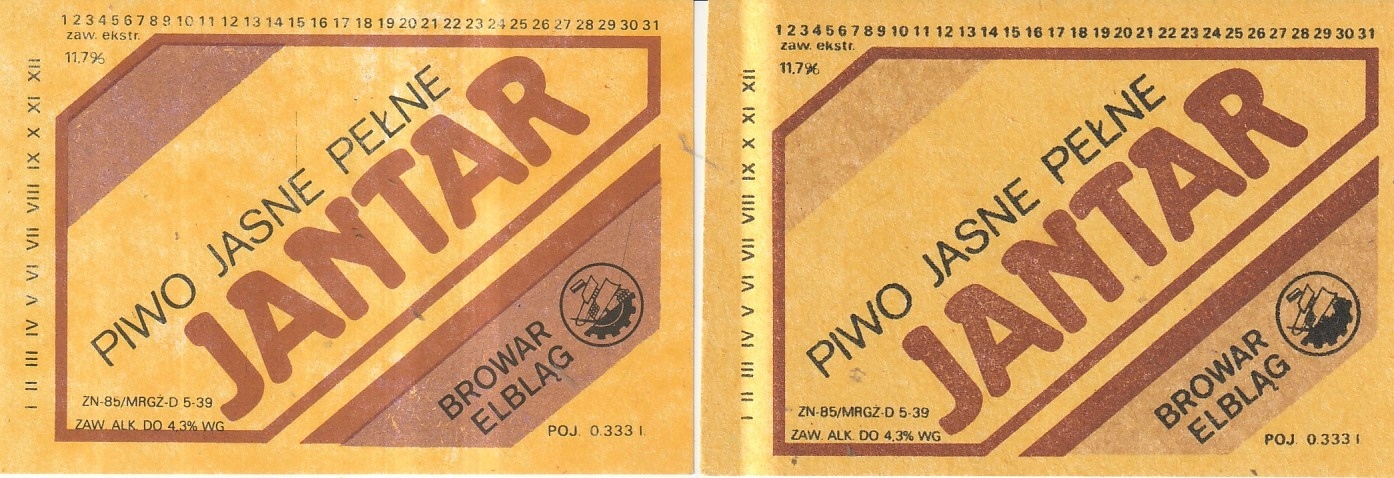 1 2 3 4 5 6 7 8 9 10 11 12 13 14 15 16 17 18 19 20 21 22 23 24 25 26 27 28 29 30 31
zaw. ekstr.
11.7%
I II III IV V VI VII VIII IX X XI XII
PIWO JASNE PEŁNE
JANTAR
BROWAR
ELBLĄG
ZN-85/MRGŻ-D 5-39
ZAW. ALK. DO 4,3% WG
POJ. 0.333 l.
1 2 3 4 5 6 7 8 9 10 11 12 13 14 15 16 17 18 19 20 21 22 23 24 25 26 27 28 29 30 31
zaw. ekstr.
11.7%
I II III IV V VI VII VIII IX X XI XII
PIWO JASNE PEŁNE
JANTAR
BROWAR
ELBLĄG
ZN-85/MRGŻ-D 5-39
ZAW. ALK. DO 4,3% WG
POJ. 0.333 l.